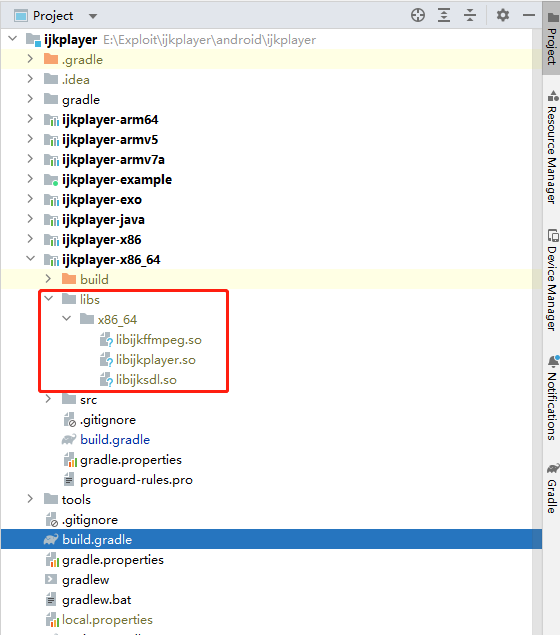 Project
ijkplayer E:\Exploit\ijkplayer\android\ijkplayer
.gradle
.idea
gradle
ijkplayer-arm64
ijkplayer-armv5
ijkplayer-armv7a
ijkplayer-example
ijkplayer-exo
ijkplayer-java
ijkplayer-x86
ijkplayer-x86_64
build
libs
x86_64
libijkffmpeg.so
libijkplayer.so
libijksdl.so
src
.gitignore
build.gradle
gradle.properties
proguard-rules.pro
tools
.gitignore
build.gradle
gradle.properties
gradlew
gradlew.bat
local.properties
Project
Resource Manager
Device Manager
Notifications
Gradle